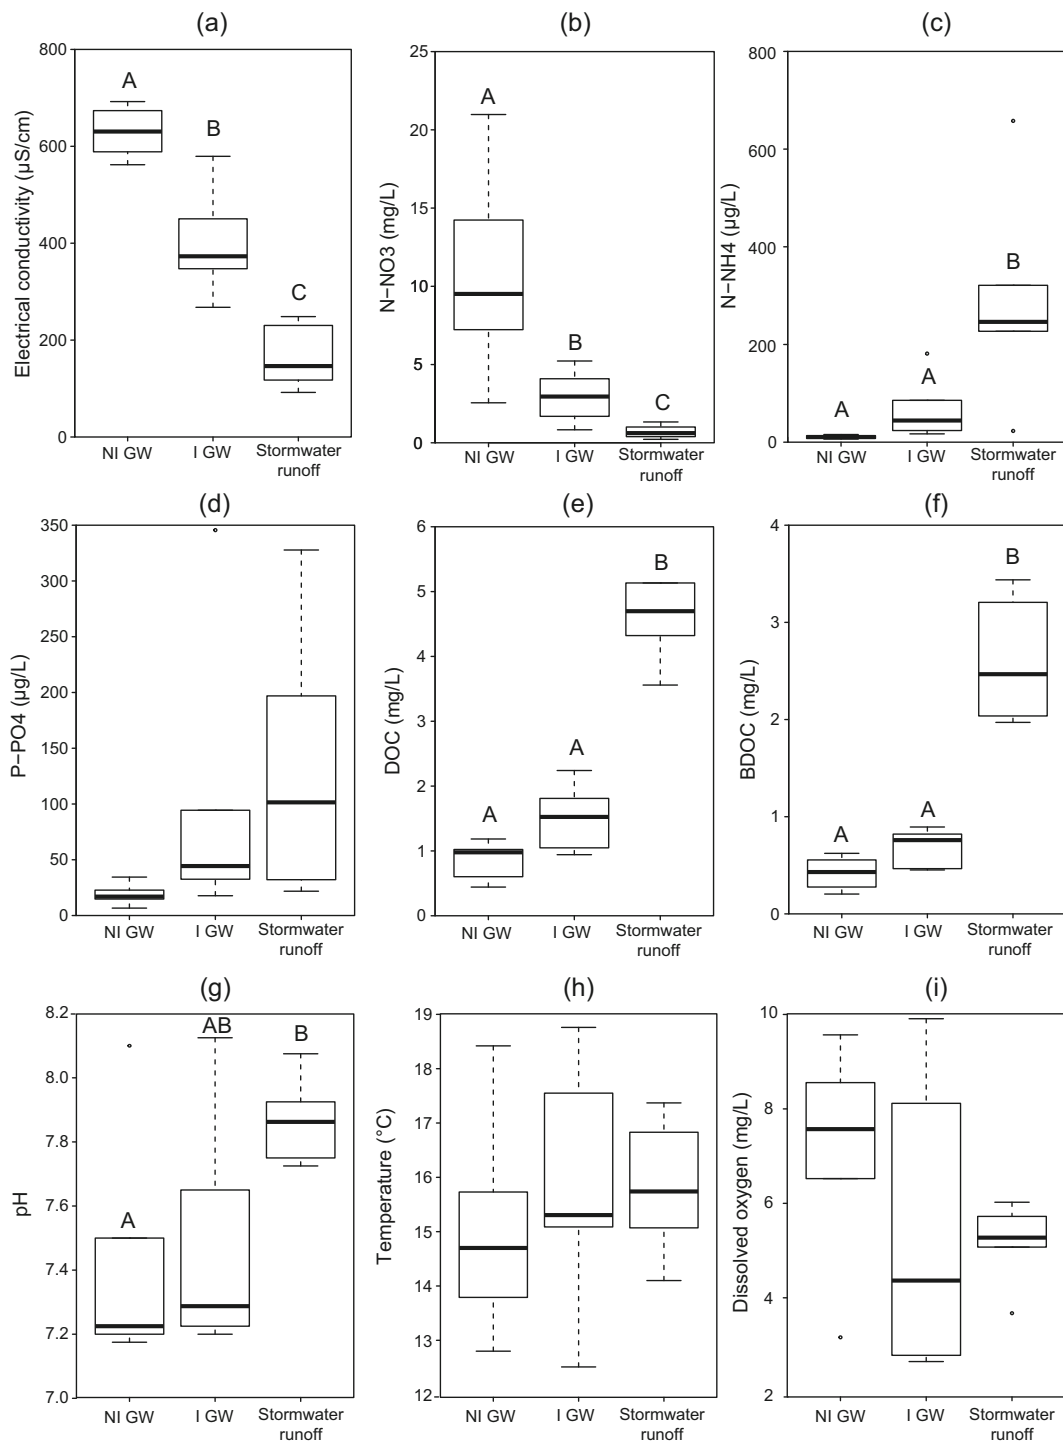 (a)
Electrical conductivity (µS/cm)
800
600
400
200
0
A
B
C
NI GW
I GW
Stormwater
runoff
(b)
N−NO3 (mg/L)
25
20
15
10
5
0
A
B
C
NI GW
I GW
Stormwater
runoff
(c)
N−NH4 (µg/L)
800
600
400
200
0
A
A
B
NI GW
I GW
Stormwater
runoff
(d)
P−PO4 (µg/L)
350
300
250
200
150
100
50
0
NI GW
I GW
Stormwater
runoff
(e)
DOC (mg/L)
6
5
4
3
2
1
0
A
A
B
NI GW
I GW
Stormwater
runoff
(f)
BDOC (mg/L)
4
3
2
1
0
A
A
B
NI GW
I GW
Stormwater
runoff
(g)
pH
8.2
8.0
7.8
7.6
7.4
7.2
7.0
A
AB
B
NI GW
I GW
Stormwater
runoff
(h)
Temperature (°C)
19
18
17
16
15
14
13
12
NI GW
I GW
Stormwater
runoff
(i)
Dissolved oxygen (mg/L)
10
8
6
4
2
NI GW
I GW
Stormwater
runoff